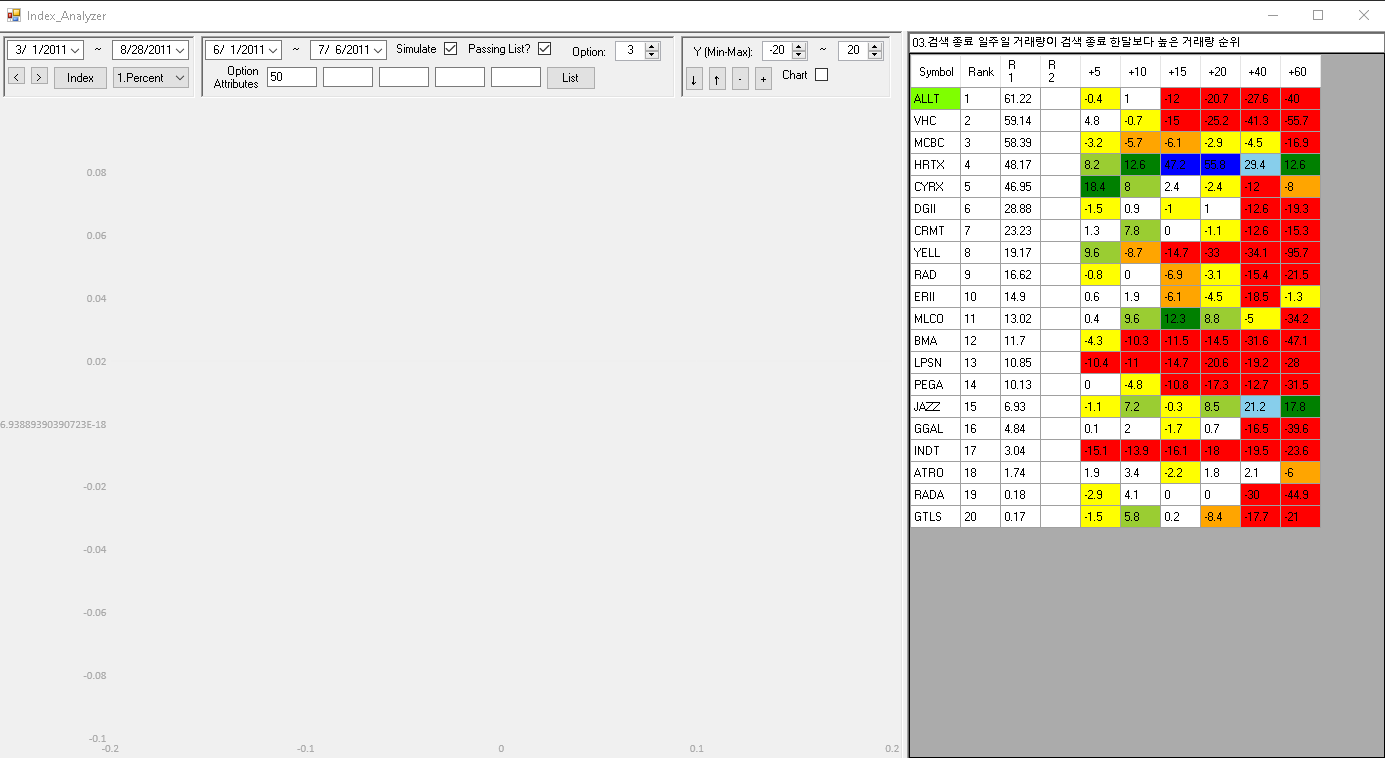 Index_Analyzer
3/ 1/2011 ~ 8/28/2011
< > Index 1.Percent
6/ 1/2011 ~ 7/ 6/2011 Simulate Passing List? Option: 3
Option Attributes 50 List
Y (Min-Max): -20 ~ 20
↓ ↑ - + Chart
0.08
0.06
0.04
0.02
6.93889390390723E-18
-0.02
-0.04
-0.06
-0.08
-0.1
-0.2 -0.1 0 0.1 0.2
03.검색 종료 일주일 거래량이 검색 종료 한달보다 높은 거래량 순위
Symbol Rank R 1 R 2 +5 +10 +15 +20 +40 +60
ALLT 1 61.22 -0.4 1 -12 -20.7 -27.6 -40
VHC 2 59.14 4.8 -0.7 -15 -25.2 -41.3 -55.7
MCBC 3 58.39 -3.2 -5.7 -6.1 -2.9 -4.5 -16.9
HRTX 4 48.17 8.2 12.6 47.2 55.8 29.4 12.6
CYRX 5 46.95 18.4 8 2.4 -2.4 -12 -8
DGII 6 28.88 -1.5 0.9 -1 1 -12.6 -19.3
CRMT 7 23.23 1.3 7.8 0 -1.1 -12.6 -15.3
YELL 8 19.17 9.6 -8.7 -14.7 -33 -34.1 -95.7
RAD 9 16.62 -0.8 0 -6.9 -3.1 -15.4 -21.5
ERII 10 14.9 0.6 1.9 -6.1 -4.5 -18.5 -1.3
MLCO 11 13.02 0.4 9.6 12.3 8.8 -5 -34.2
BMA 12 11.7 -4.3 -10.3 -11.5 -14.5 -31.6 -47.1
LPSN 13 10.85 -10.4 -11 -14.7 -20.6 -19.2 -28
PEGA 14 10.13 0 -4.8 -10.8 -17.3 -12.7 -31.5
JAZZ 15 6.93 -1.1 7.2 -0.3 8.5 21.2 17.8
GGAL 16 4.84 0.1 2 -1.7 0.7 -16.5 -39.6
INDT 17 3.04 -15.1 -13.9 -16.1 -18 -19.5 -23.6
ATRO 18 1.74 1.9 3.4 -2.2 1.8 2.1 -6
RADA 19 0.18 -2.9 4.1 0 0 -30 -44.9
GTLS 20 0.17 -1.5 5.8 0.2 -8.4 -17.7 -21